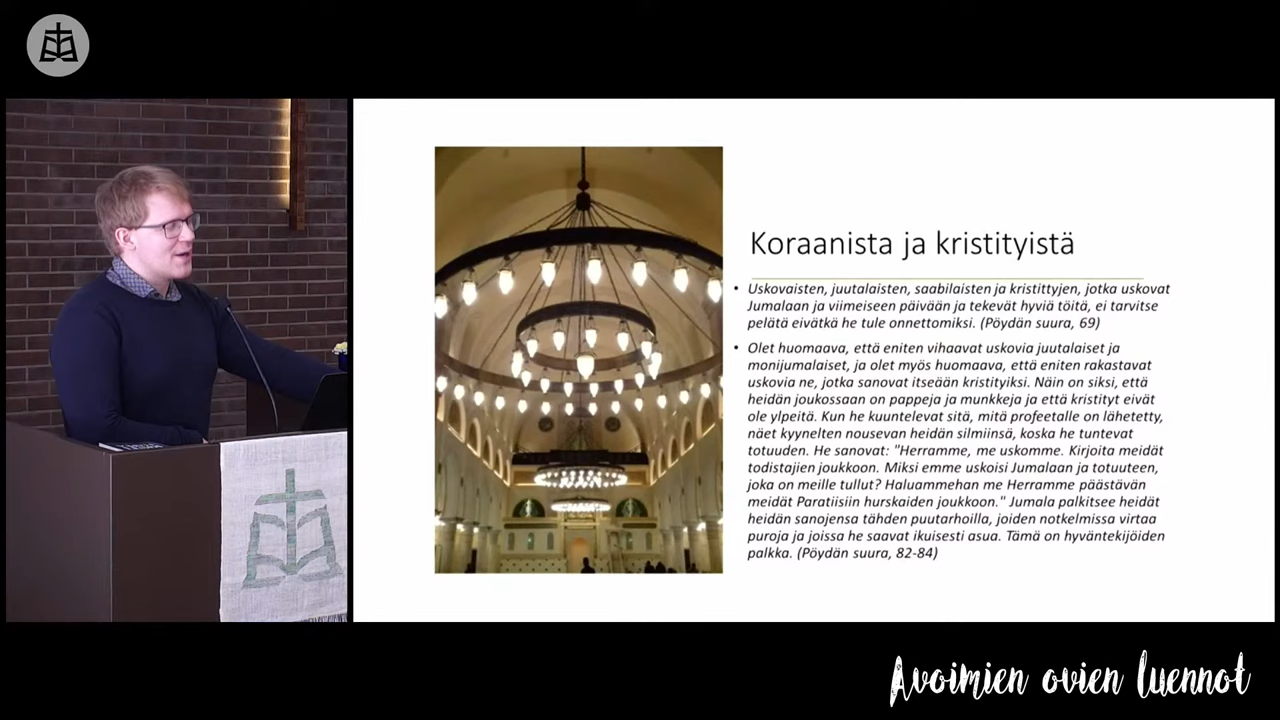 Koraanista ja kristityistä
• Uskovaisten, juutalaisten, saabilaisten ja kristittyjen, jotka uskovat
Jumalaan ja viimeiseen päivään ja tekevät hyviä töitä, ei tarvitse
pelätä eivätkä he tule onnettomiksi. (Pöydän suura, 69)
• Olet huomaava, että eniten vihaavat uskovia juutalaiset ja
monijumalaiset, ja olet myös huomaava, että eniten rakastavat
uskovia ne, jotka sanovat itseään kristityiksi. Näin on siksi, että
heidän joukossaan on pappeja ja munkkeja ja että kristityt eivät
ole ylpeitä. Kun he kuuntelevat sitä, mitä profeetalle on lähetetty,
näet kyynelten nousevan heidän silmiinsä, koska he tuntevat
totuuden. He sanovat: "Herramme, me uskomme. Kirjoita meidät
todistajien joukkoon. Miksi emme uskoisi Jumalaan ja totuuteen,
joka on meille tullut? Haluammehan me Herramme päästävän
meidät Paratiisiin hurskaiden joukkoon." Jumala palkitsee heidät
heidän sanojensa tähden puutarhoilla, joiden notkelmissa virtaa
puroja ja joissa he saavat ikuisesti asua. Tämä on hyväntekijöiden
palkka. (Pöydän suura, 82-84)
Avoimien ovien luennot